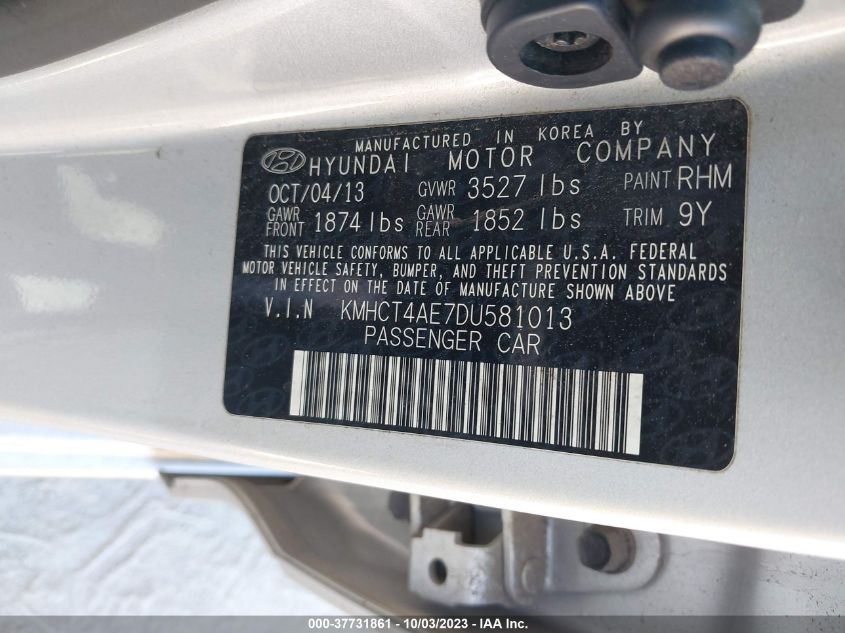 MANUFACTURED IN KOREA BY
HYUNDAI MOTOR COMPANY
OCT/04/13 GVWR 3527 lbs PAINT RHM
GAWR FRONT 1874 lbs GAWR REAR 1852 lbs TRIM 9Y
THIS VEHICLE CONFORMS TO ALL APPLICABLE U.S.A. FEDERAL
MOTOR VEHICLE SAFETY, BUMPER, AND THEFT PREVENTION STANDARDS
IN EFFECT ON THE DATE OF MANUFACTURE SHOWN ABOVE.
V.I.N KMHCT4AE7DU581013
PASSENGER CAR
000-37731861 - 10/03/2023 - IAA Inc.